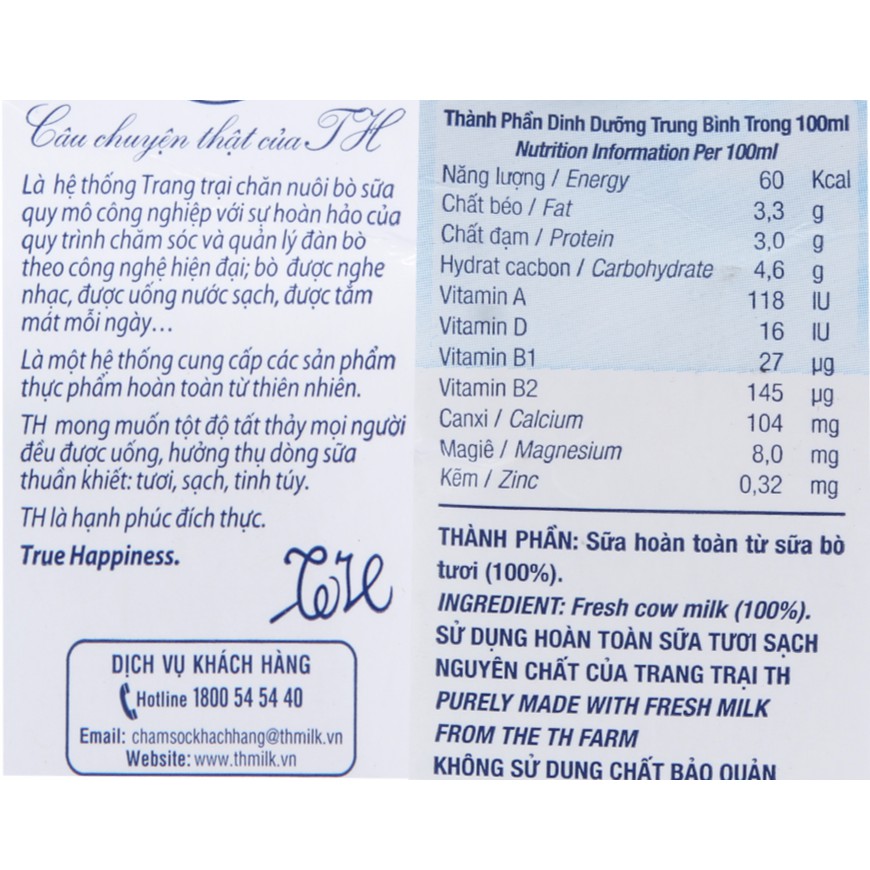 Câu chuyện thật của TH
Là hệ thống Trang trại chăn nuôi bò sữa
quy mô công nghiệp với sự hoàn hảo của
quy trình chăm sóc và quản lý đàn bò
theo công nghệ hiện đại; bò được nghe
nhạc, được uống nước sạch, được tắm
mát mỗi ngày...
Là một hệ thống cung cấp các sản phẩm
thực phẩm hoàn toàn từ thiên nhiên.
TH mong muốn tột độ tất thảy mọi người
đều được uống, hưởng thụ dòng sữa
thuần khiết: tươi, sạch, tinh túy.
TH là hạnh phúc đích thực.
True Happiness.
TH
DỊCH VỤ KHÁCH HÀNG
Hotline 1800 54 54 40
Email: chamsockhachhang@thmilk.vn
Website: www.thmilk.vn
Thành Phần Dinh Dưỡng Trung Bình Trong 100ml
Nutrition Information Per 100ml
Năng lượng / Energy 60 Kcal
Chất béo / Fat 3,3 g
Chất đạm / Protein 3,0 g
Hydrat cacbon / Carbohydrate 4,6 g
Vitamin A 118 IU
Vitamin D 16 IU
Vitamin B1 27 µg
Vitamin B2 145 µg
Canxi / Calcium 104 mg
Magiê / Magnesium 8,0 mg
Kẽm / Zinc 0,32 mg
THÀNH PHẦN: Sữa hoàn toàn từ sữa bò
tươi (100%).
INGREDIENT: Fresh cow milk (100%).
SỬ DỤNG HOÀN TOÀN SỮA TƯƠI SẠCH
NGUYÊN CHẤT CỦA TRANG TRẠI TH
PURELY MADE WITH FRESH MILK
FROM THE TH FARM
KHÔNG SỬ DỤNG CHẤT BẢO QUẢN